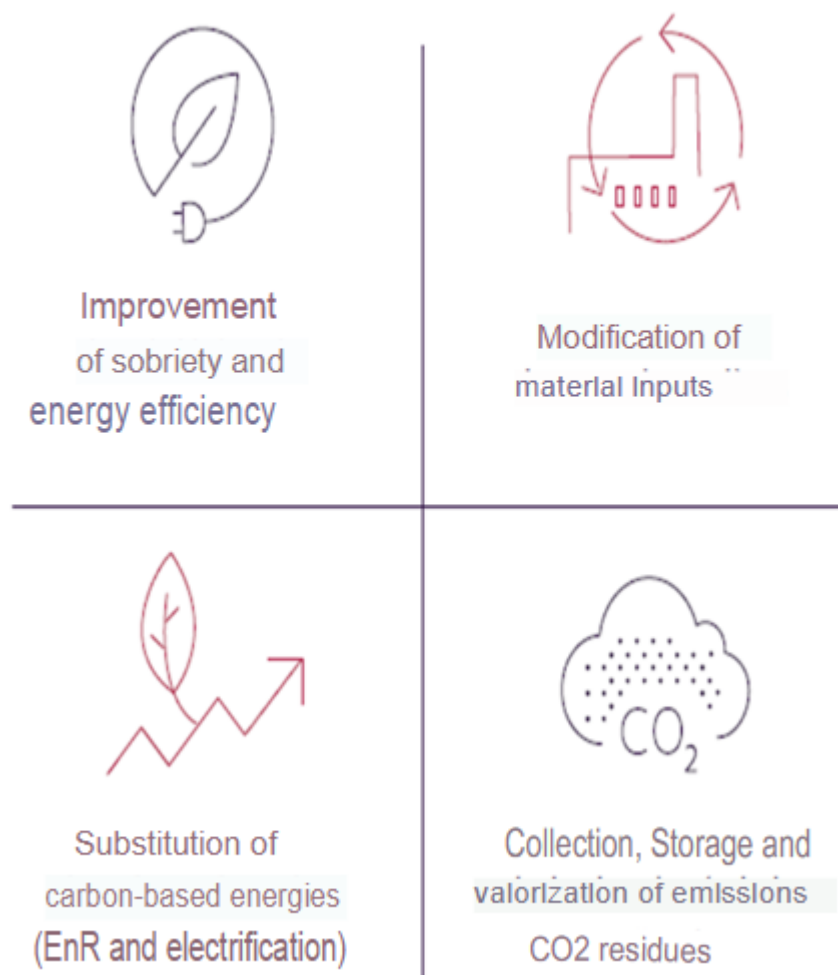 Improvement
of sobriety and
energy efficiency
Modification of
material Inputs
Substitution of
carbon-based energies
(EnR and electrification)
CO2
Collection, Storage and
valorization of emissions
CO2 residues